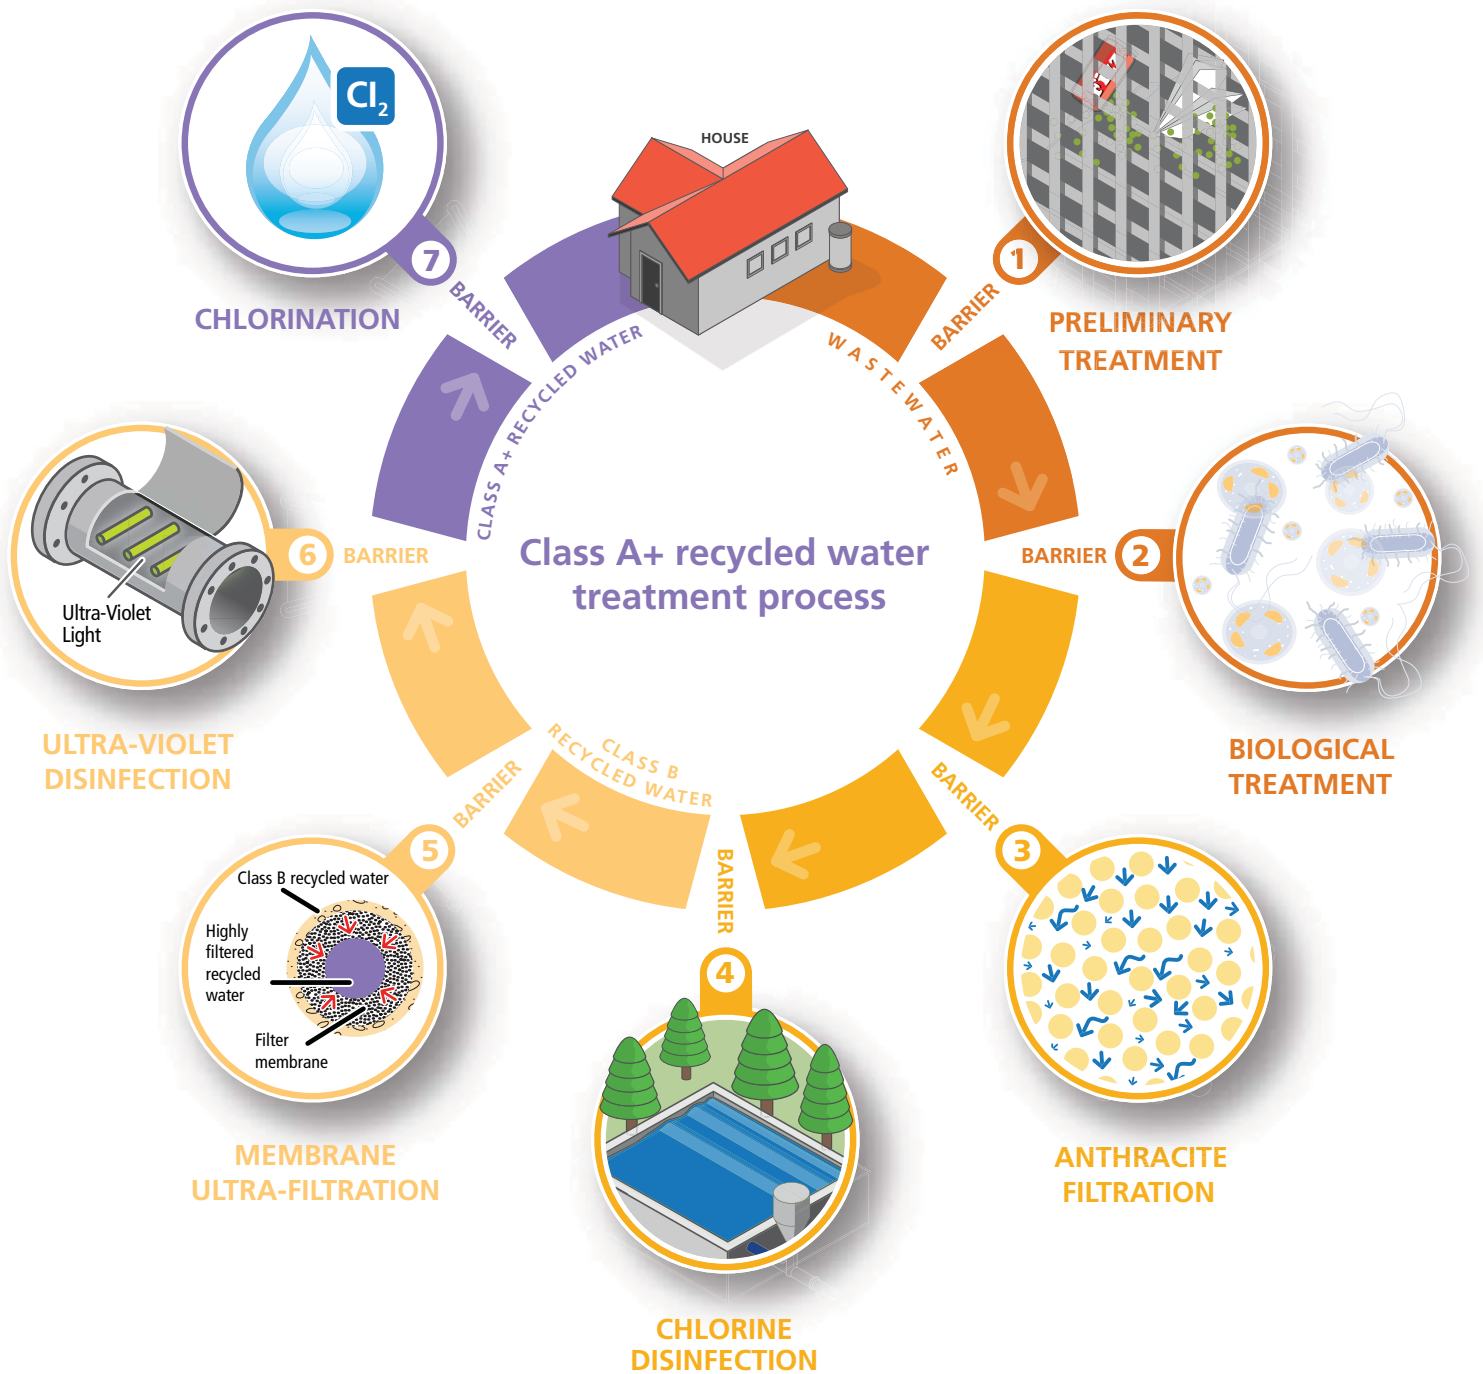 HOUSE
Class A+ recycled water
treatment process
WASTEWATER
BARRIER
1
PRELIMINARY
TREATMENT
BARRIER
2
BIOLOGICAL
TREATMENT
BARRIER
3
ANTHRACITE
FILTRATION
BARRIER
4
CHLORINE
DISINFECTION
CLASS B
RECYCLED WATER
BARRIER
5
Class B recycled water
Highly
filtered
recycled
water
Filter
membrane
MEMBRANE
ULTRA-FILTRATION
BARRIER
6
Ultra-Violet
Light
ULTRA-VIOLET
DISINFECTION
CLASS A+ RECYCLED WATER
BARRIER
7
Cl2
CHLORINATION